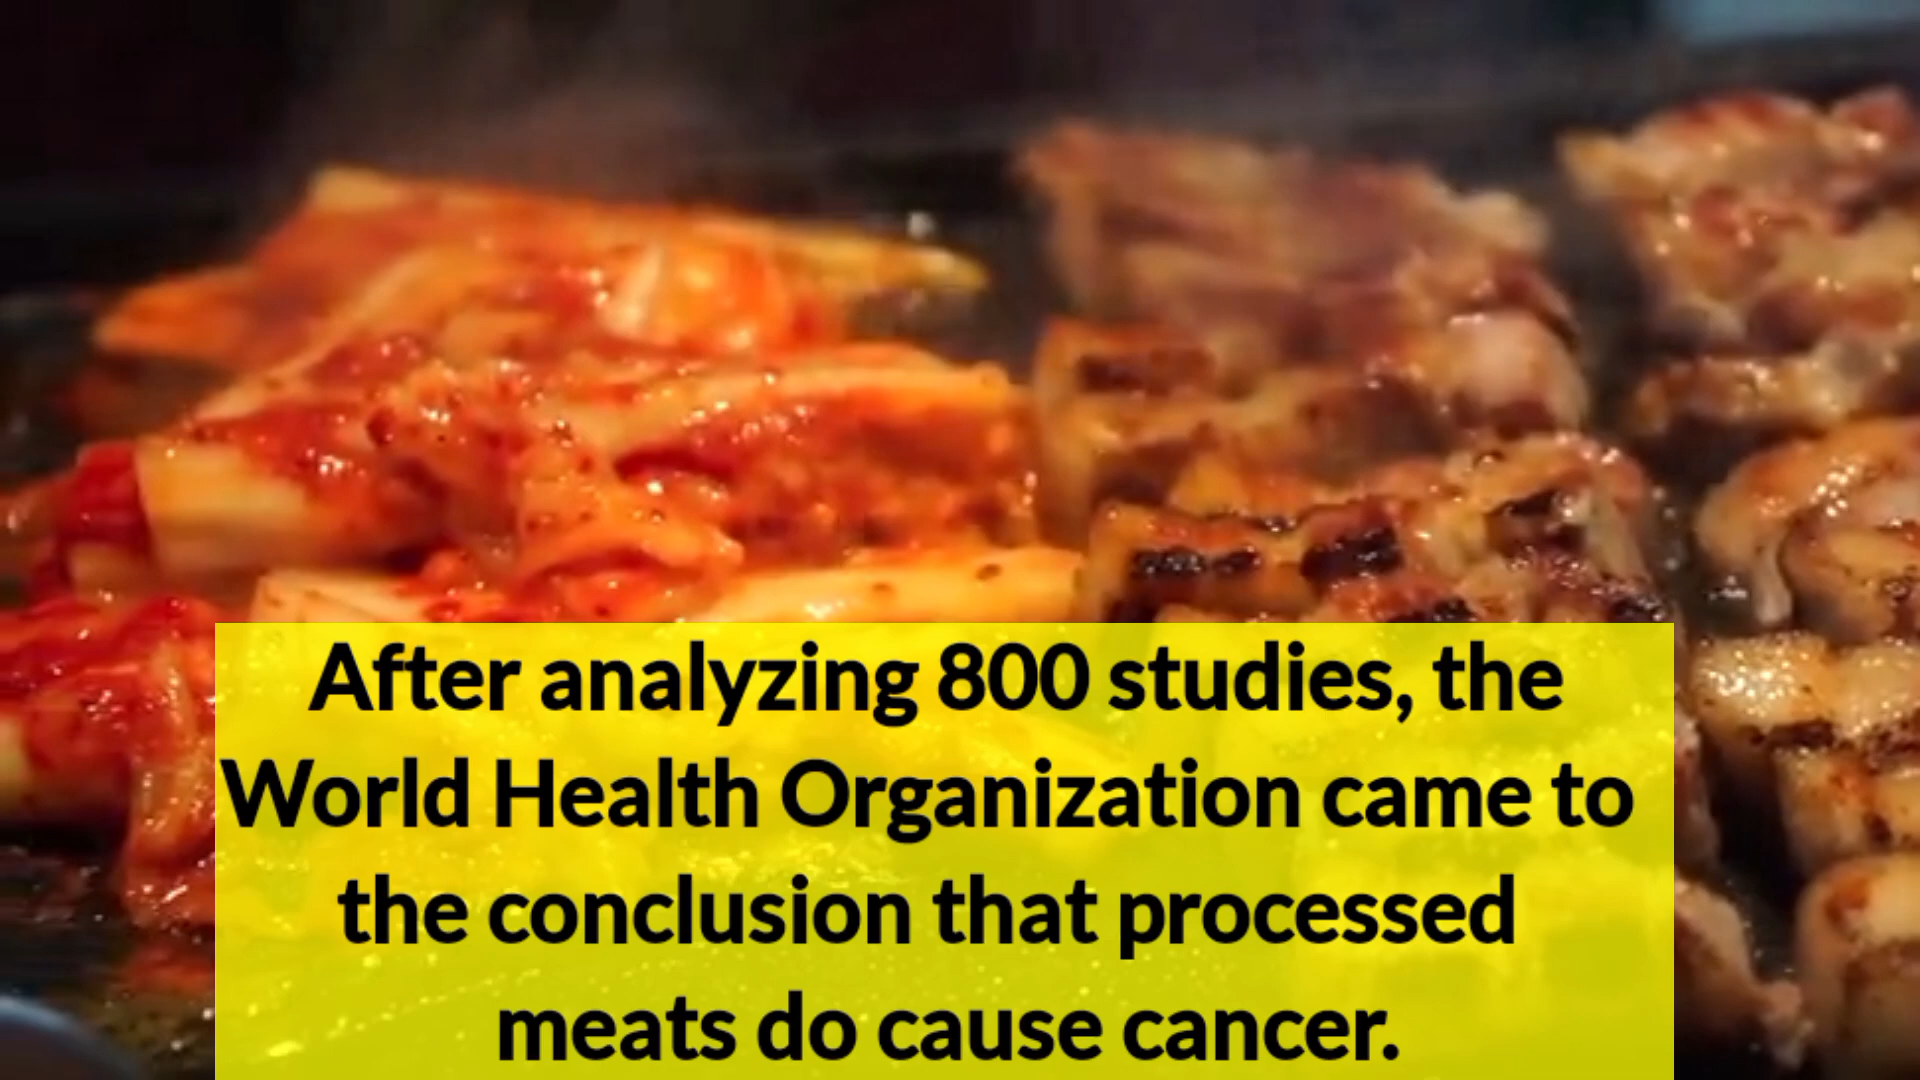 After analyzing 800 studies, the
World Health Organization came to
the conclusion that processed
meats do cause cancer.